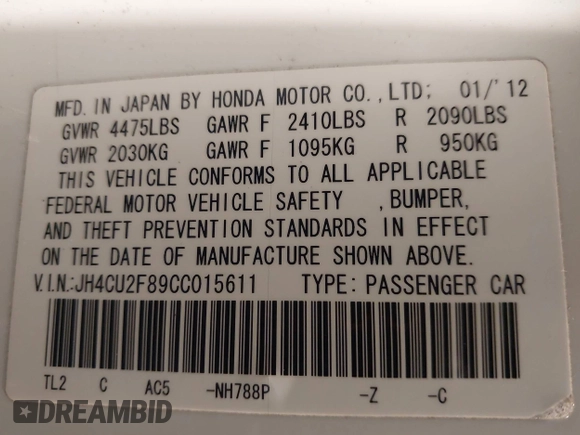 MFD. IN JAPAN BY HONDA MOTOR CO., LTD; 01/'12
GVWR 4475LBS GAWR F 2410LBS R 2090LBS
GVWR 2030KG GAWR F 1095KG R 950KG
THIS VEHICLE CONFORMS TO ALL APPLICABLE
FEDERAL MOTOR VEHICLE SAFETY , BUMPER,
AND THEFT PREVENTION STANDARDS IN EFFECT
ON THE DATE OF MANUFACTURE SHOWN ABOVE.
V.I.N.:JH4CU2F89CC015611 TYPE: PASSENGER CAR
TL2 C AC5 -NH788P -Z -C
DREAMBID